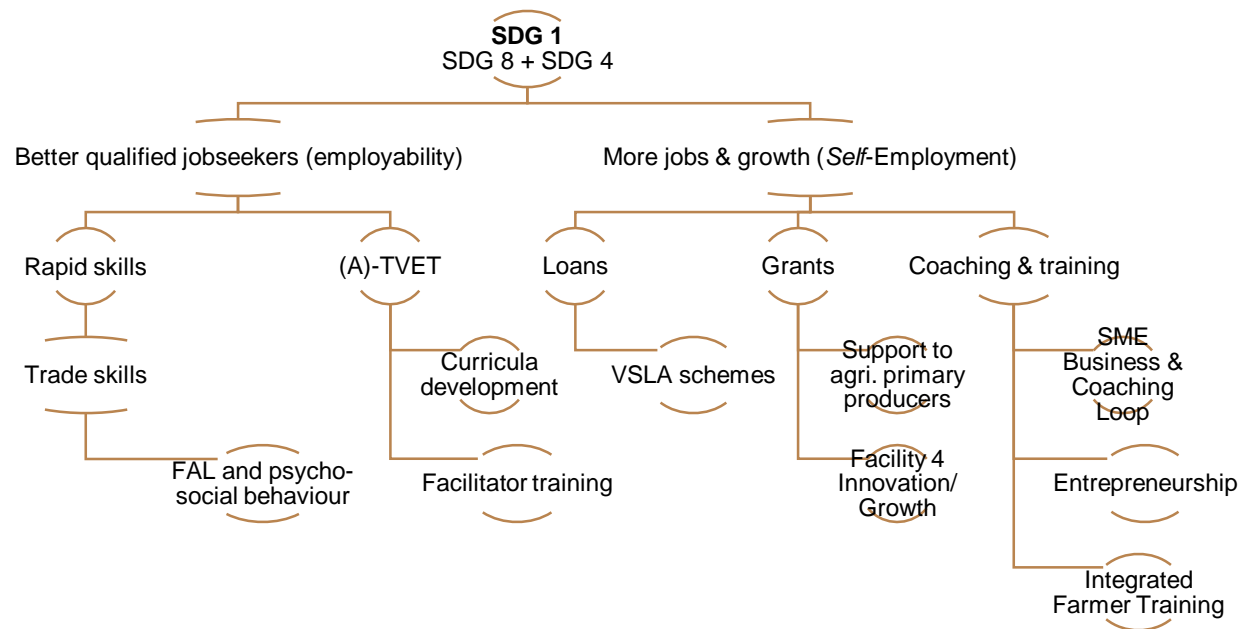 SDG 1
SDG 8 + SDG 4
Better qualified jobseekers (employability)
More jobs & growth (Self-Employment)
Rapid skills
(A)-TVET
Loans
Grants
Coaching & training
Trade skills
Curricula
development
VSLA schemes
Support to
agri. primary
producers
SME
Business &
Coaching
Loop
FAL and psycho-
social behaviour
Facilitator training
Facility 4
Innovation/
Growth
Entrepreneurship
Integrated
Farmer Training